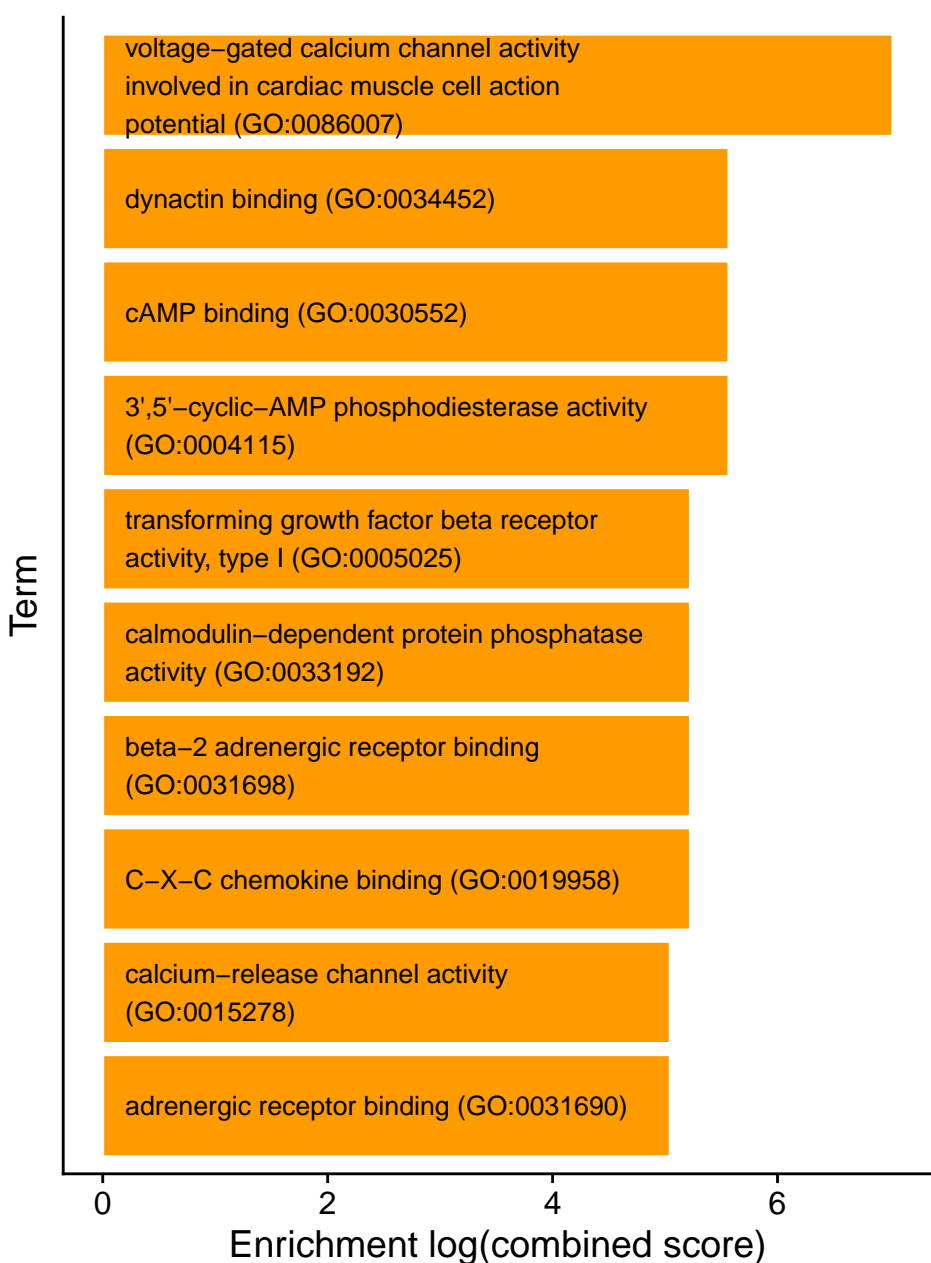 voltage−gated calcium channel activity
involved in cardiac muscle cell action
potential (GO:0086007)
dynactin binding (GO:0034452)
cAMP binding (GO:0030552)
3',5'−cyclic−AMP phosphodiesterase activity
(GO:0004115)
transforming growth factor beta receptor
activity, type I (GO:0005025)
calmodulin−dependent protein phosphatase
activity (GO:0033192)
beta−2 adrenergic receptor binding
(GO:0031698)
C−X−C chemokine binding (GO:0019958)
calcium−release channel activity
(GO:0015278)
adrenergic receptor binding (GO:0031690)
Term
0 2 4 6
Enrichment log(combined score)